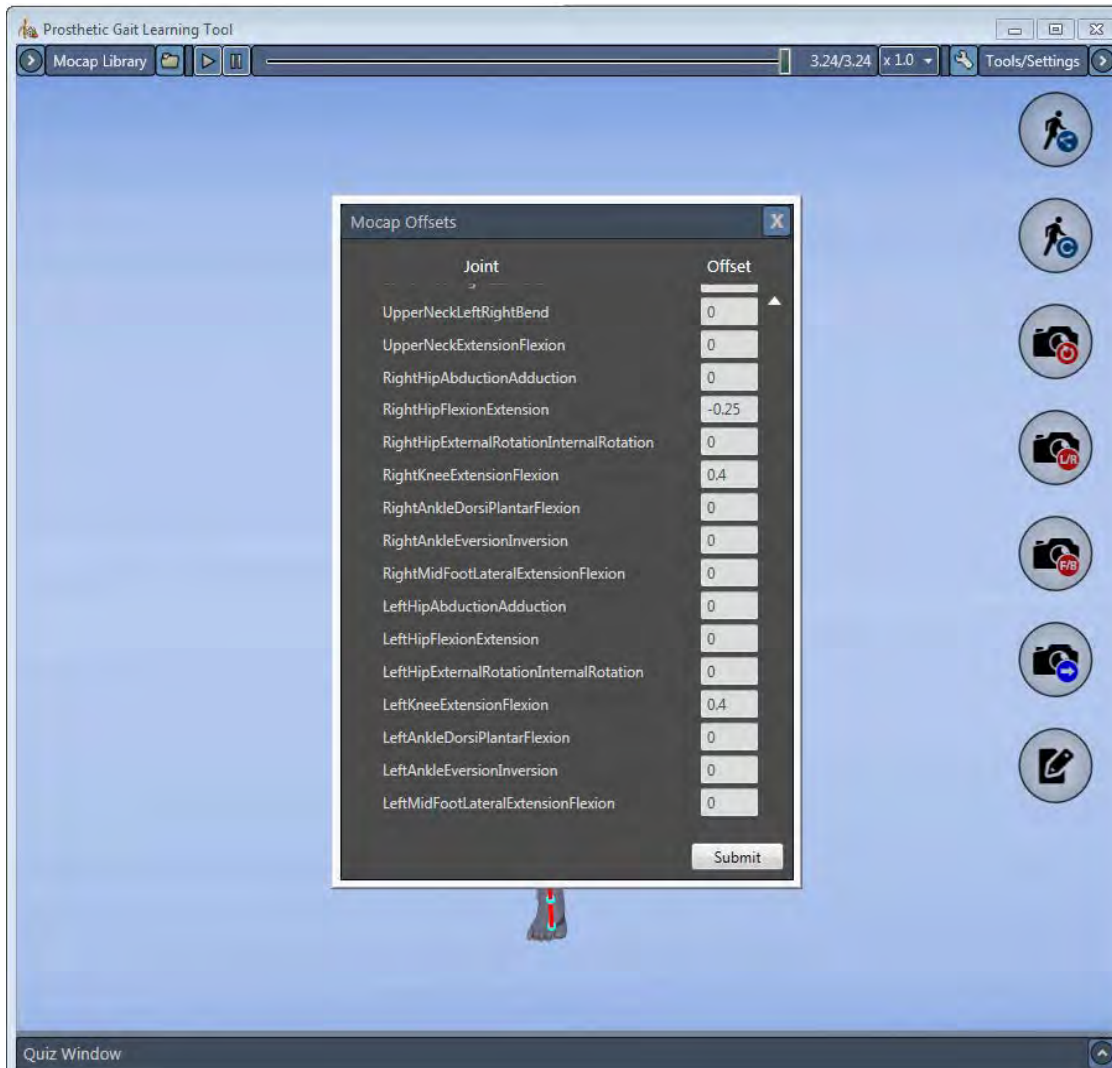 Prosthetic Gait Learning Tool
Mocap Library 3.24/3.24 x 1.0 Tools/Settings
Mocap Offsets X
Joint Offset
UpperNeckLeftRightBend 0
UpperNeckExtensionFlexion 0
RightHipAbductionAdduction 0
RightHipFlexionExtension -0.25
RightHipExternalRotationInternalRotation 0
RightKneeExtensionFlexion 0.4
RightAnkleDorsiPlantarFlexion 0
RightAnkleEversionInversion 0
RightMidFootLateralExtensionFlexion 0
LeftHipAbductionAdduction 0
LeftHipFlexionExtension 0
LeftHipExternalRotationInternalRotation 0
LeftKneeExtensionFlexion 0.4
LeftAnkleDorsiPlantarFlexion 0
LeftAnkleEversionInversion 0
LeftMidFootLateralExtensionFlexion 0
Submit
C
L/R
F/B
Quiz Window